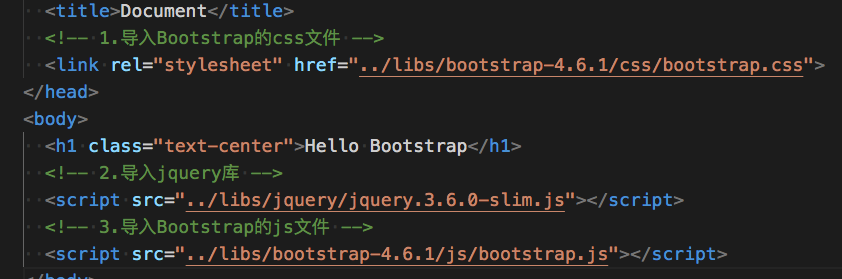 <title>Document</title>
<!-- 1.导入Bootstrap的css文件 -->
<link rel="stylesheet" href="../libs/bootstrap-4.6.1/css/bootstrap.css">
</head>
<body>
<h1 class="text-center">Hello Bootstrap</h1>
<!-- 2.导入jquery库 -->
<script src="../libs/jquery/jquery.3.6.0-slim.js"></script>
<!-- 3.导入Bootstrap的js文件 -->
<script src="../libs/bootstrap-4.6.1/js/bootstrap.js"></script>
</body>